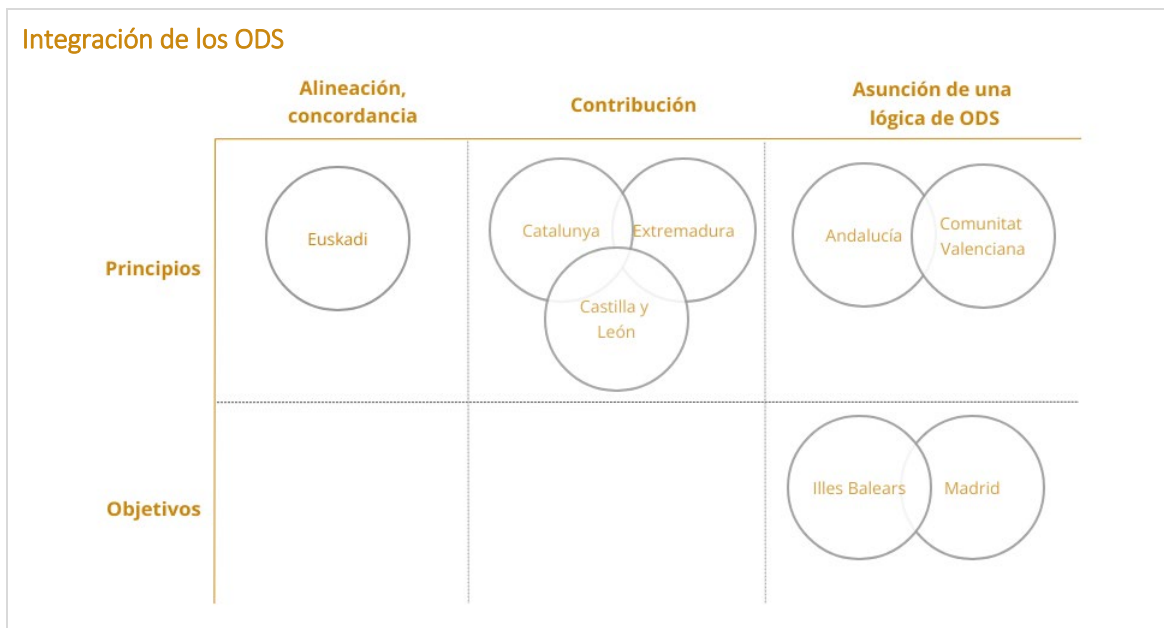 Integración de los ODS
Alineación,
concordancia
Contribución
Asunción de una
lógica de ODS
Principios
Euskadi
Catalunya
Extremadura
Castilla y
León
Andalucía
Comunitat
Valenciana
Objetivos
Illes Balears
Madrid